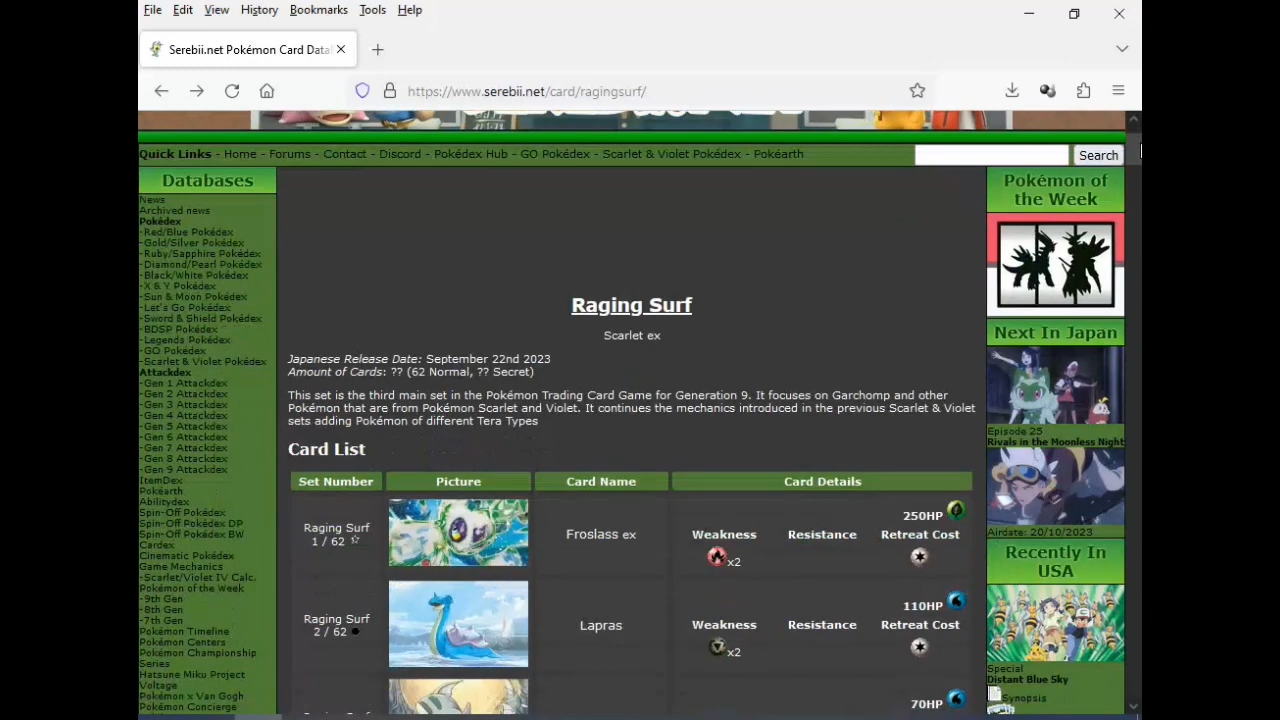 File Edit View History Bookmarks Tools Help
Serebii.net Pokémon Card Data
https://www.serebii.net/card/ragingsurf/
Quick Links - Home - Forums - Contact - Discord - Pokédex Hub - GO Pokédex - Scarlet & Violet Pokédex - Pokéarth
Search
Databases
News
Archived news
Pokédex
-Red/Blue Pokédex
-Gold/Silver Pokédex
-Ruby/Sapphire Pokédex
-Diamond/Pearl Pokédex
-Black/White Pokédex
-X & Y Pokédex
-Sun & Moon Pokédex
-Let's Go Pokédex
-Sword & Shield Pokédex
-BDSP Pokédex
-Legends Pokédex
-GO Pokédex
-Scarlet & Violet Pokédex
Attackdex
-Gen 1 Attackdex
-Gen 2 Attackdex
-Gen 3 Attackdex
-Gen 4 Attackdex
-Gen 5 Attackdex
-Gen 6 Attackdex
-Gen 7 Attackdex
-Gen 8 Attackdex
-Gen 9 Attackdex
ItemDex
Pokéarth
Abilitydex
Spin-Off Pokédex
Spin-Off Pokédex DP
Spin-Off Pokédex BW
Cardex
Cinematic Pokédex
Game Mechanics
-Scarlet/Violet IV Calc.
Pokémon of the Week
-9th Gen
-8th Gen
-7th Gen
Pokémon Timeline
Pokémon Centers
Pokémon Championship
Series
Hatsune Miku Project
Voltage
Pokémon x Van Gogh
Pokémon Concierge
Raging Surf
Scarlet ex
Japanese Release Date: September 22nd 2023
Amount of Cards: ?? (62 Normal, ?? Secret)
This set is the third main set in the Pokémon Trading Card Game for Generation 9. It focuses on Garchomp and other
Pokémon that are from Pokémon Scarlet and Violet. It continues the mechanics introduced in the previous Scarlet & Violet
sets adding Pokémon of different Tera Types
Card List
Set Number Picture Card Name Card Details
Raging Surf
1 / 62
Froslass ex
250HP
Weakness Resistance Retreat Cost
x2
Raging Surf
2 / 62
Lapras
110HP
Weakness Resistance Retreat Cost
x2
70HP
Pokémon of
the Week
Next In Japan
Episode 25
Rivals in the Moonless Night
Airdate: 20/10/2023
Recently In
USA
Special
Distant Blue Sky
Synopsis